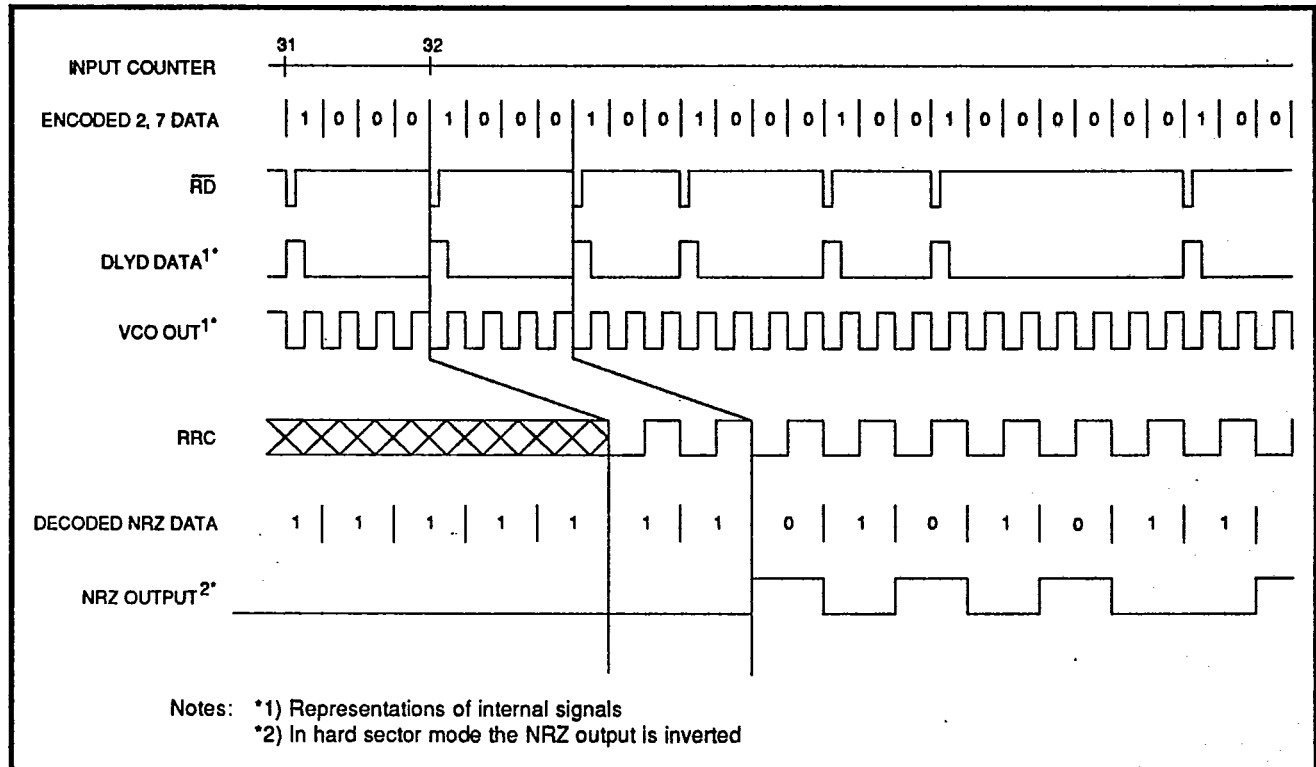 31 32
INPUT COUNTER
ENCODED 2, 7 DATA 1 0 0 0 1 0 0 0 1 0 0 1 0 0 0 1 0 0 1 0 0 0 0 0 0 1 0 0
RD
DLYD DATA1*
VCO OUT1*
RRC
DECODED NRZ DATA 1 1 1 1 1 1 1 0 1 0 1 0 1 1
NRZ OUTPUT2*
Notes: *1) Representations of internal signals
*2) In hard sector mode the NRZ output is inverted